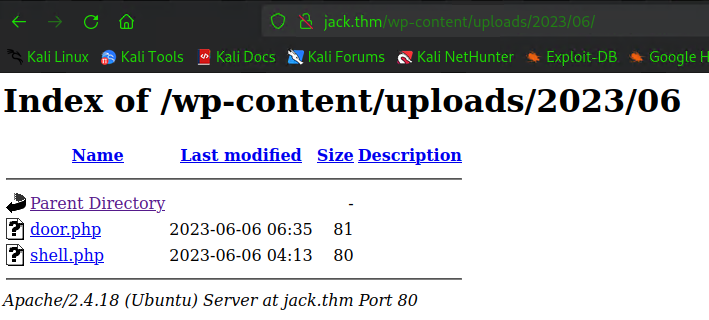 jack.thm/wp-content/uploads/2023/06/
Kali Linux Kali Tools Kali Docs Kali Forums Kali NetHunter Exploit-DB Google H
Index of /wp-content/uploads/2023/06
Name Last modified Size Description
Parent Directory -
door.php 2023-06-06 06:35 81
shell.php 2023-06-06 04:13 80
Apache/2.4.18 (Ubuntu) Server at jack.thm Port 80